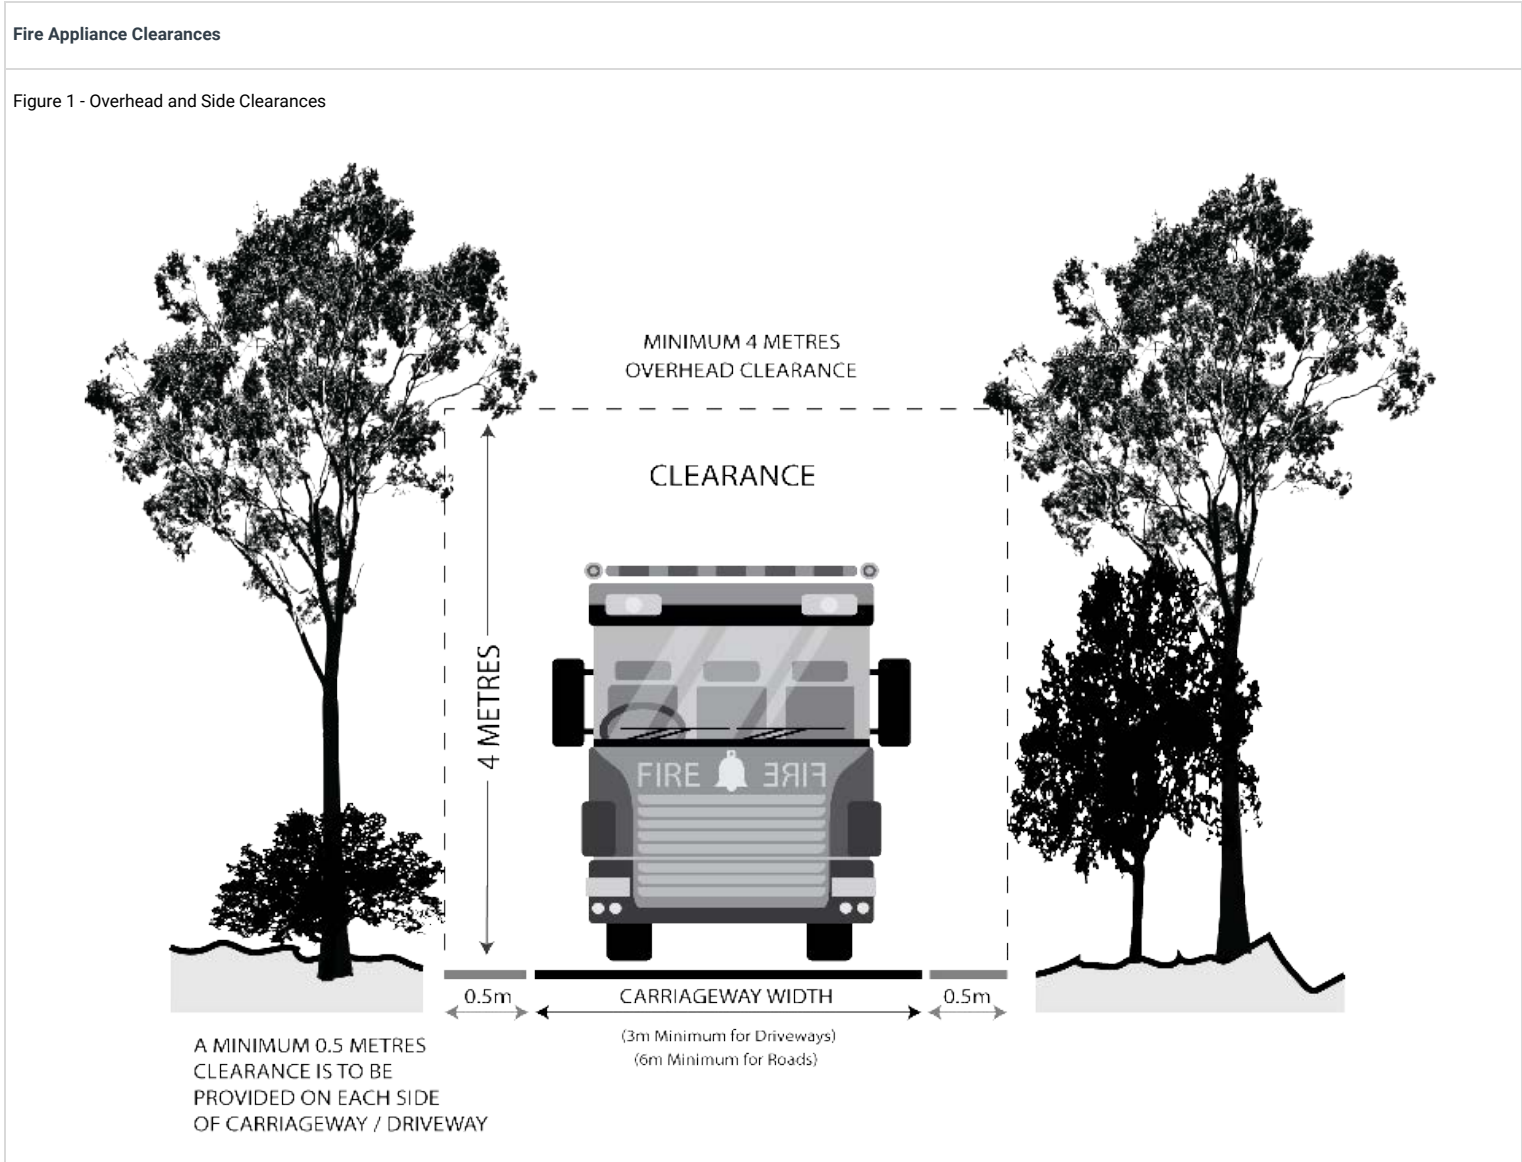 Fire Appliance Clearances
Figure 1 - Overhead and Side Clearances
MINIMUM 4 METRES
OVERHEAD CLEARANCE
CLEARANCE
4 METRES
FIRE FIRE
0.5m
CARRIAGEWAY WIDTH
0.5m
(3m Minimum for Driveways)
(6m Minimum for Roads)
A MINIMUM 0.5 METRES
CLEARANCE IS TO BE
PROVIDED ON EACH SIDE
OF CARRIAGEWAY / DRIVEWAY